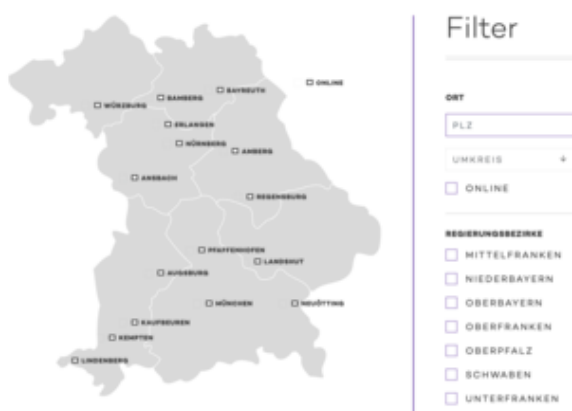 ONLINE
BAYREUTH
BAMBERG
WÜRZBURG
ERLANGEN
NÜRNBERG
AMBERG
ANSBACH
REGENSBURG
PFAFFENHOFEN
LANDSHUT
AUGSBURG
MÜNCHEN
NEUÖTTING
KAUFBEUREN
KEMPTEN
LINDENBERG
Filter
ORT
PLZ
UMKREIS
ONLINE
REGIERUNGSBEZIRKE
MITTELFRANKEN
NIEDERBAYERN
OBERBAYERN
OBERFRANKEN
OBERPFALZ
SCHWABEN
UNTERFRANKEN